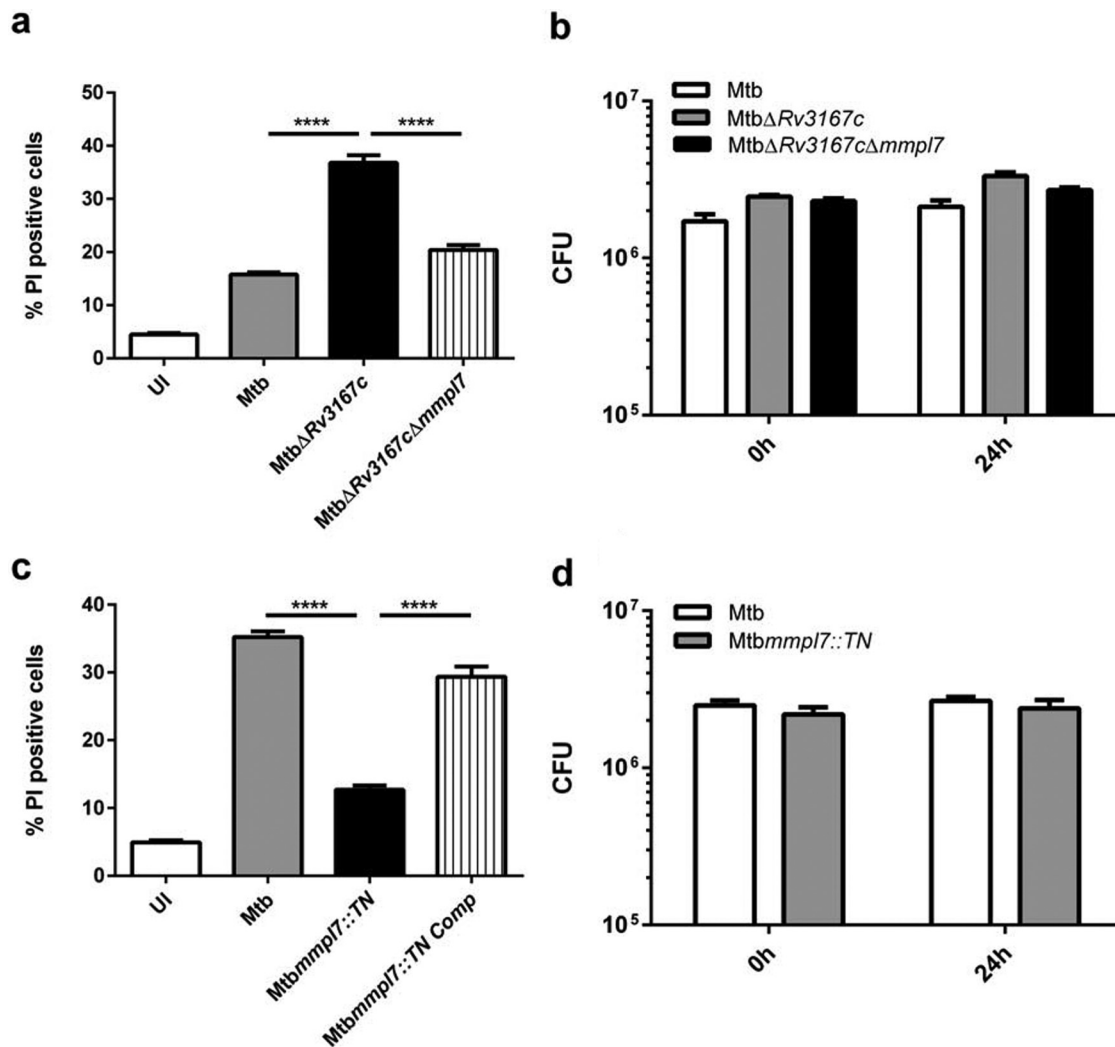 a
% PI positive cells
50
40
30
20
10
0
****
****
UI
Mtb
MtbΔRv3167c
MtbΔRv3167cΔmmpl7
b
CFU
10⁷
10⁶
10⁵
Mtb
MtbΔRv3167c
MtbΔRv3167cΔmmpl7
0h
24h
c
% PI positive cells
40
30
20
10
0
****
****
UI
Mtb
Mtbmmpl7::TN
Mtbmmpl7::TN Comp
d
CFU
10⁷
10⁶
10⁵
Mtb
Mtbmmpl7::TN
0h
24h